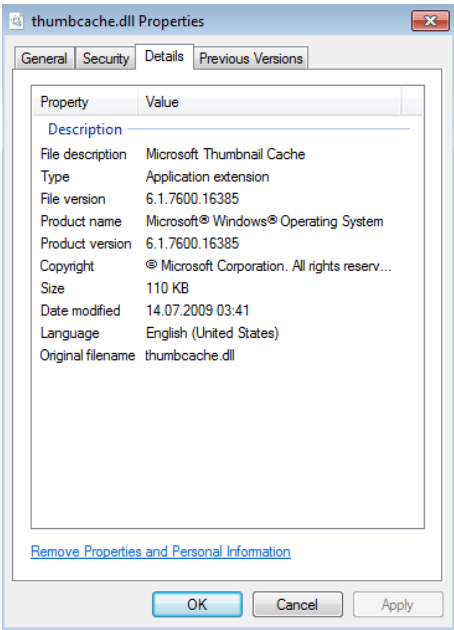 thumbcache.dll Properties
General Security Details Previous Versions
Property Value
Description
File description Microsoft Thumbnail Cache
Type Application extension
File version 6.1.7600.16385
Product name Microsoft® Windows® Operating System
Product version 6.1.7600.16385
Copyright © Microsoft Corporation. All rights reserv...
Size 110 KB
Date modified 14.07.2009 03:41
Language English (United States)
Original filename thumbcache.dll
Remove Properties and Personal Information
OK Cancel Apply